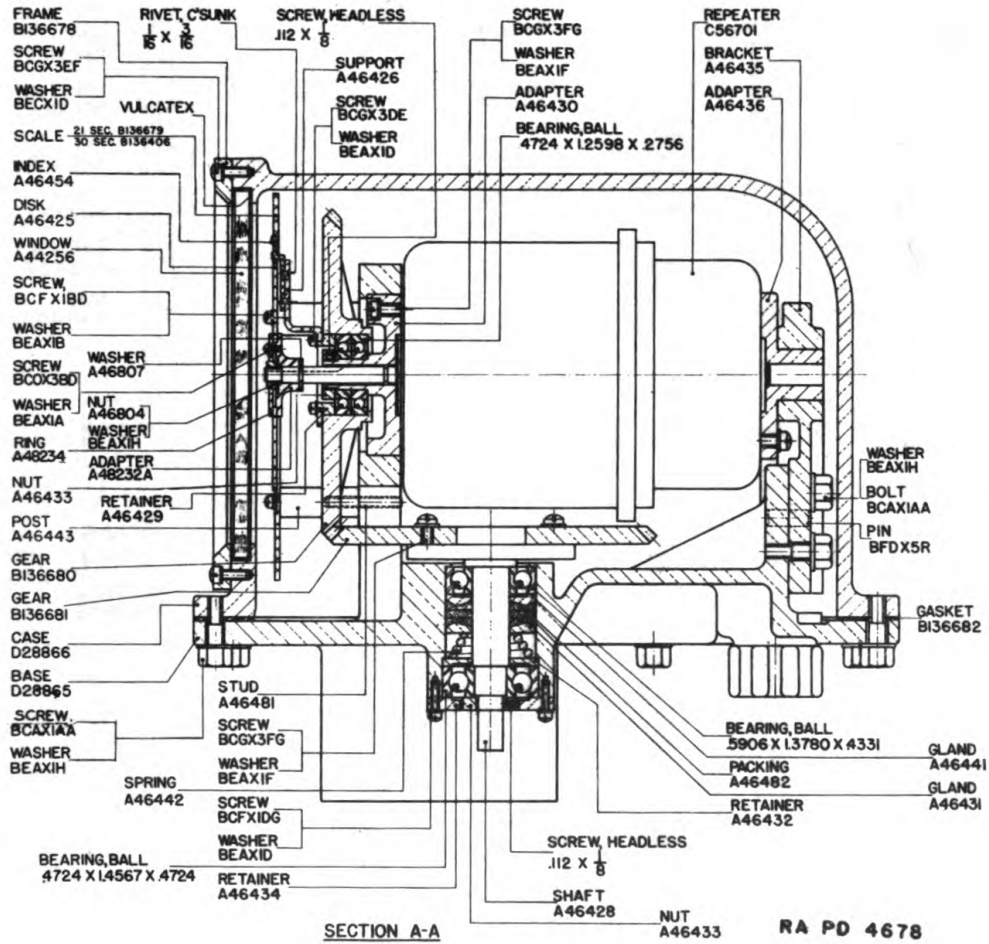 FRAME
B136678
SCREW
BCGX3EF
WASHER
BECX1D
VULCATEX
SCALE 21 SEC. B136679
30 SEC. B136406
INDEX
A46454
DISK
A46425
WINDOW
A44256
SCREW,
BCFX1BD
WASHER
BEAX1B
SCREW
BCOX3BD
WASHER
BEAX1A
RING
A48234
NUT
A46433
POST
A46443
GEAR
B136680
GEAR
B136681
CASE
D28866
BASE
D28865
SCREW
BCAX1AA
WASHER
BEAX1H
RIVET, C'SUNK
1/16 X 3/16
SCREW, HEADLESS
.112 X 1/8
SUPPORT
A46426
SCREW
BCGX3DE
WASHER
BEAX1D
WASHER
A46807
NUT
A46804
WASHER
BEAX1H
ADAPTER
A48232A
RETAINER
A46429
SCREW
BCGX3FG
WASHER
BEAX1F
ADAPTER
A46430
BEARING, BALL
.4724 X 1.2598 X .2756
REPEATER
C56701
BRACKET
A46435
ADAPTER
A46436
WASHER
BEAX1H
BOLT
BCAX1AA
PIN
BFDX5R
GASKET
B136682
STUD
A46481
SCREW
BCGX3FG
WASHER
BEAX1F
SPRING
A46442
SCREW
BCFX1DG
WASHER
BEAX1D
BEARING, BALL
.4724 X 1.4567 X .4724
RETAINER
A46434
BEARING, BALL
.5906 X 1.3780 X .4331
GLAND
A46441
PACKING
A46482
GLAND
A46431
RETAINER
A46432
SCREW, HEADLESS
.112 X 1/8
SHAFT
A46428
NUT
A46433
SECTION A-A
RA PD 4678